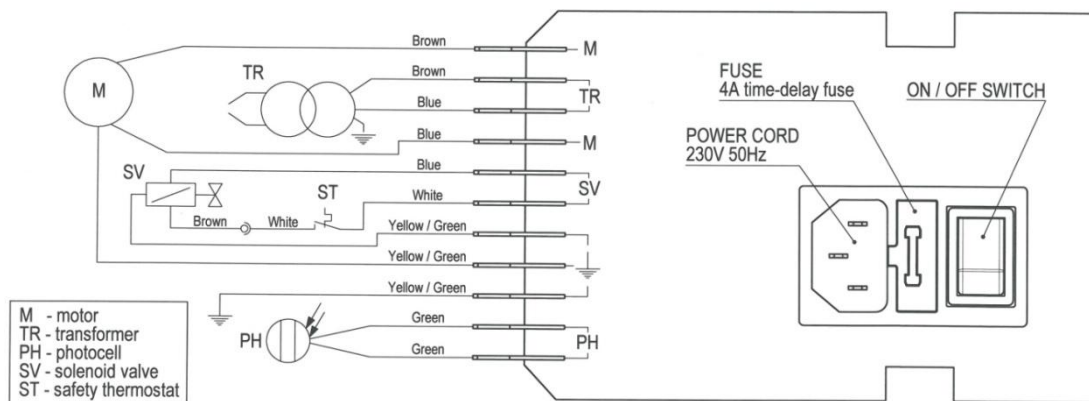 Brown
M
TR
Brown
FUSE
4A time-delay fuse
ON / OFF SWITCH
M
TR
Blue
Blue
M
POWER CORD
230V 50Hz
SV
Blue
ST
White
SV
Brown
White
Yellow / Green
Yellow / Green
Yellow / Green
M - motor
TR - transformer
PH - photocell
SV - solenoid valve
ST - safety thermostat
PH
Green
Green
PH